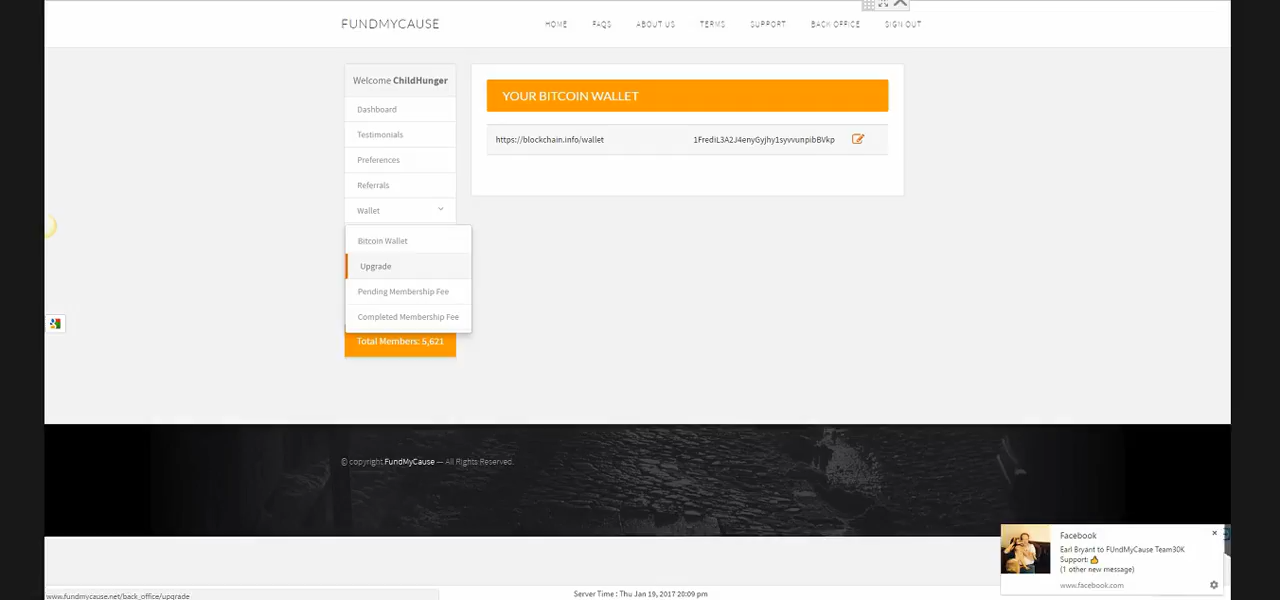 FUNDMYCAUSE
HOME FAQS ABOUT US TERMS SUPPORT BACK OFFICE SIGN OUT
Welcome ChildHunger
Dashboard
Testimonials
Preferences
Referrals
Wallet
Bitcoin Wallet
Upgrade
Pending Membership Fee
Completed Membership Fee
Total Members: 5,621
YOUR BITCOIN WALLET
https://blockchain.info/wallet 1FrediL3A2J4enyGyjhy1syvvunpibBVkp
© copyright FundMyCause — All Rights Reserved.
Facebook
Earl Bryant to FUndMyCause Team30K
Support: 👍
(1 other new message)
www.facebook.com
www.fundmycause.net/back_office/upgrade
Server Time : Thu Jan 19, 2017 20:09 pm